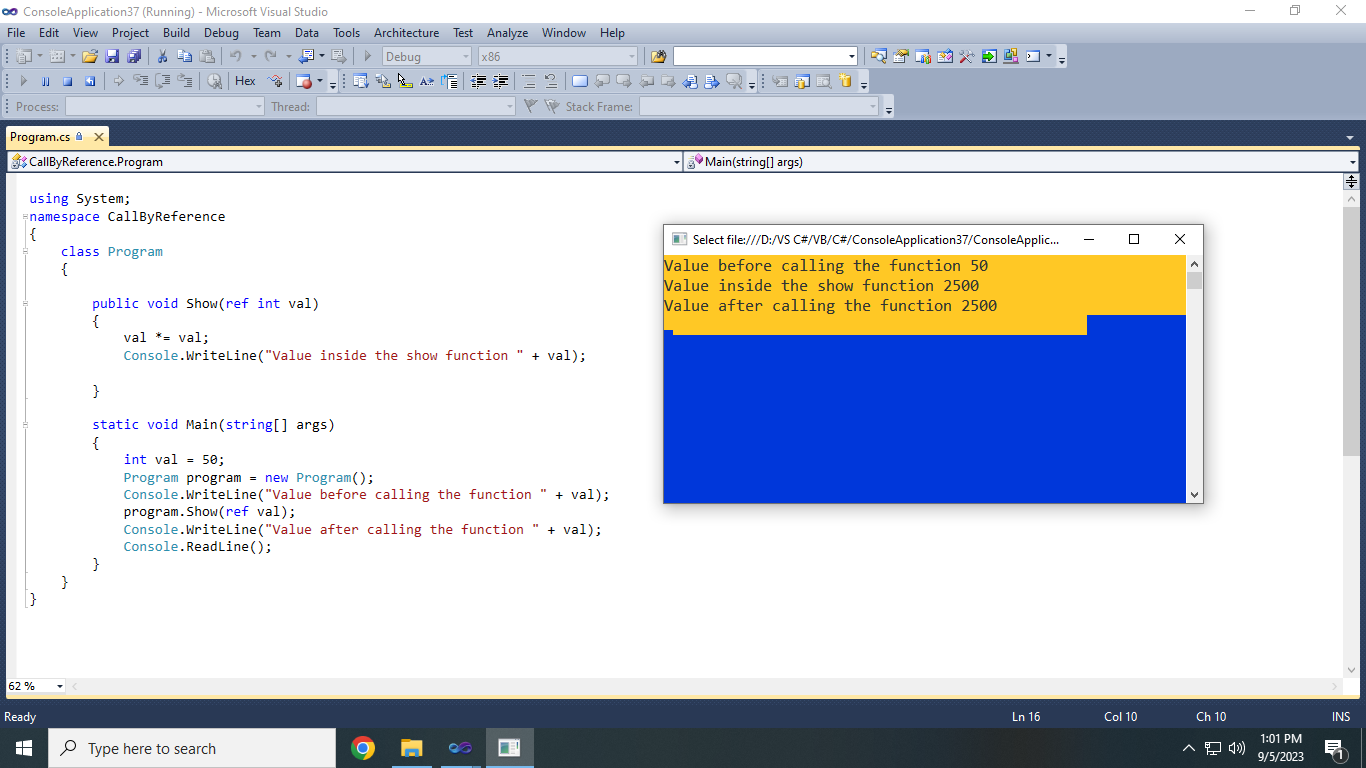 ConsoleApplication37 (Running) - Microsoft Visual Studio
File Edit View Project Build Debug Team Data Tools Architecture Test Analyze Window Help
Debug x86
Hex
Process: Thread: Stack Frame:
Program.cs
CallByReference.Program Main(string[] args)
using System;
namespace CallByReference
{
class Program
{
public void Show(ref int val)
{
val *= val;
Console.WriteLine("Value inside the show function " + val);
}
static void Main(string[] args)
{
int val = 50;
Program program = new Program();
Console.WriteLine("Value before calling the function " + val);
program.Show(ref val);
Console.WriteLine("Value after calling the function " + val);
Console.ReadLine();
}
}
}
Select file:///D:/VS C#/VB/C#/ConsoleApplication37/ConsoleApplic...
Value before calling the function 50
Value inside the show function 2500
Value after calling the function 2500
62 %
Ready Ln 16 Col 10 Ch 10 INS
Type here to search
1:01 PM
9/5/2023
1